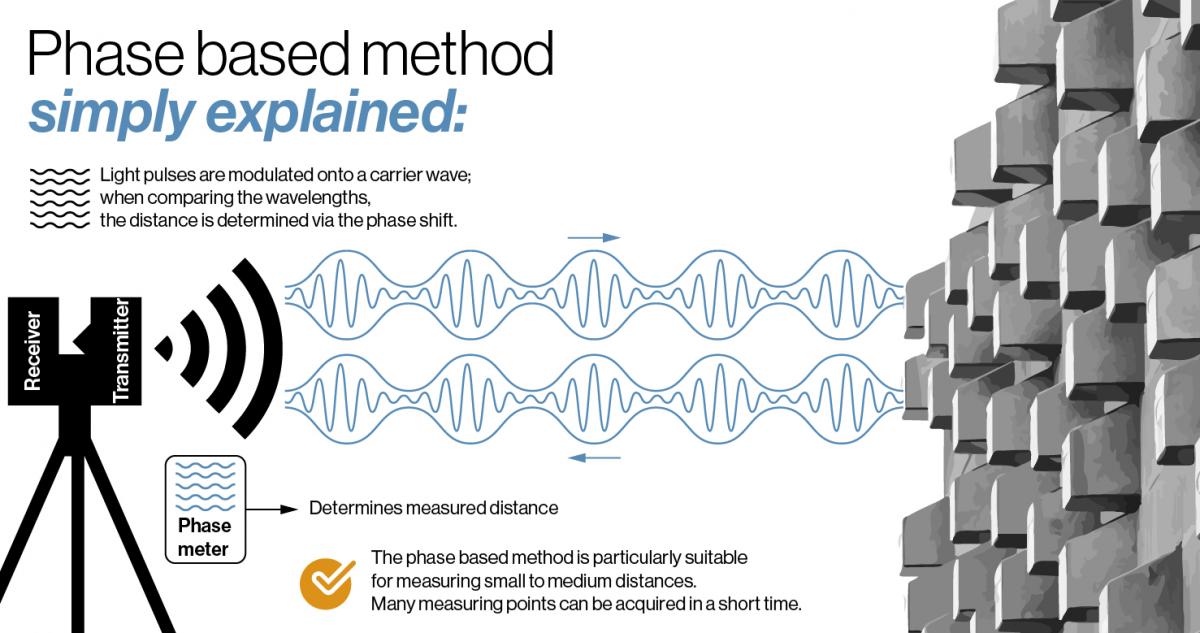 Phase based method
simply explained:
Light pulses are modulated onto a carrier wave;
when comparing the wavelengths,
the distance is determined via the phase shift.
Receiver
Transmitter
Phase
meter
Determines measured distance
The phase based method is particularly suitable
for measuring small to medium distances.
Many measuring points can be acquired in a short time.